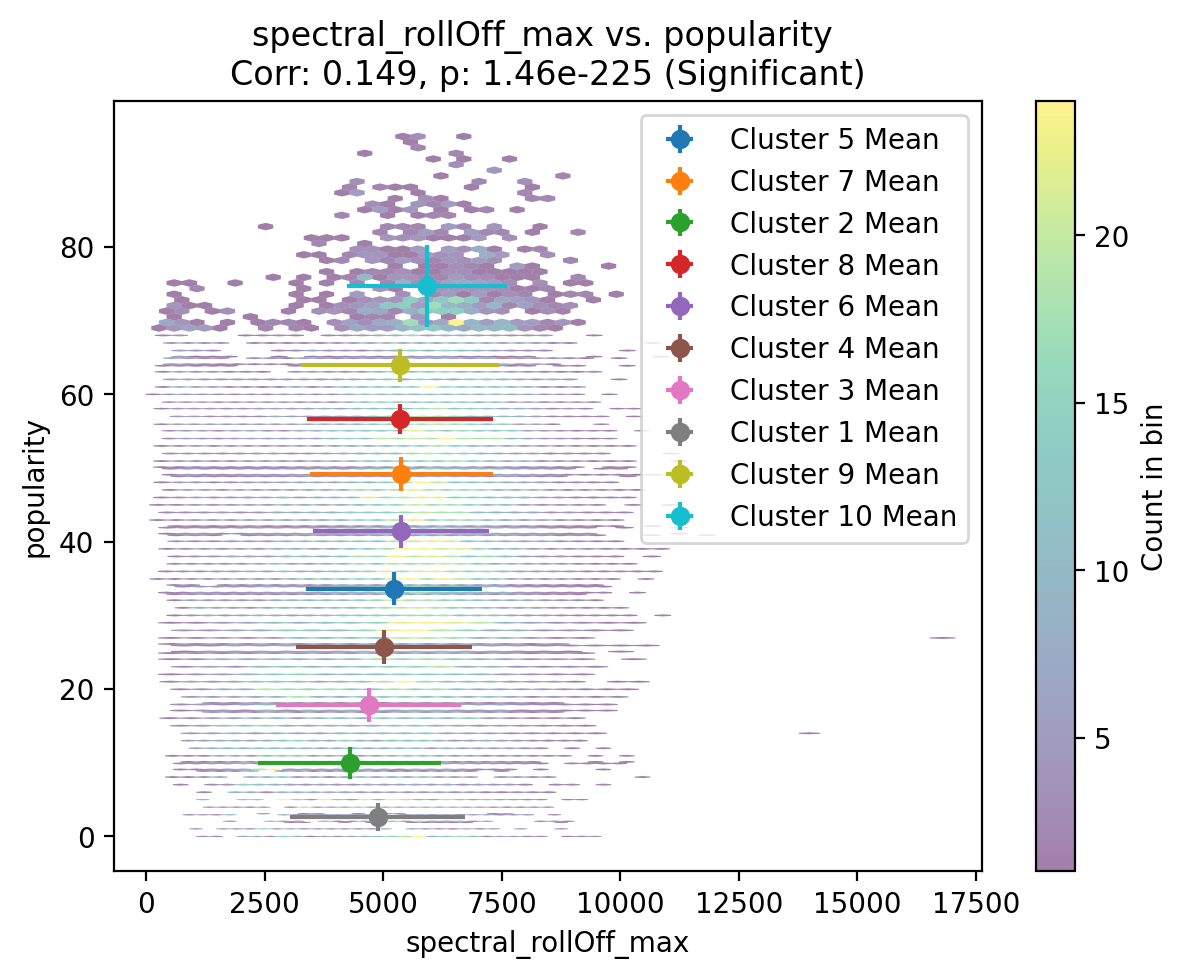 spectral_rollOff_max vs. popularity
Corr: 0.149, p: 1.46e-225 (Significant)
popularity
80
60
40
20
0
Cluster 5 Mean
Cluster 7 Mean
Cluster 2 Mean
Cluster 8 Mean
Cluster 6 Mean
Cluster 4 Mean
Cluster 3 Mean
Cluster 1 Mean
Cluster 9 Mean
Cluster 10 Mean
20
15
10
5
Count in bin
0 2500 5000 7500 10000 12500 15000 17500
spectral_rollOff_max